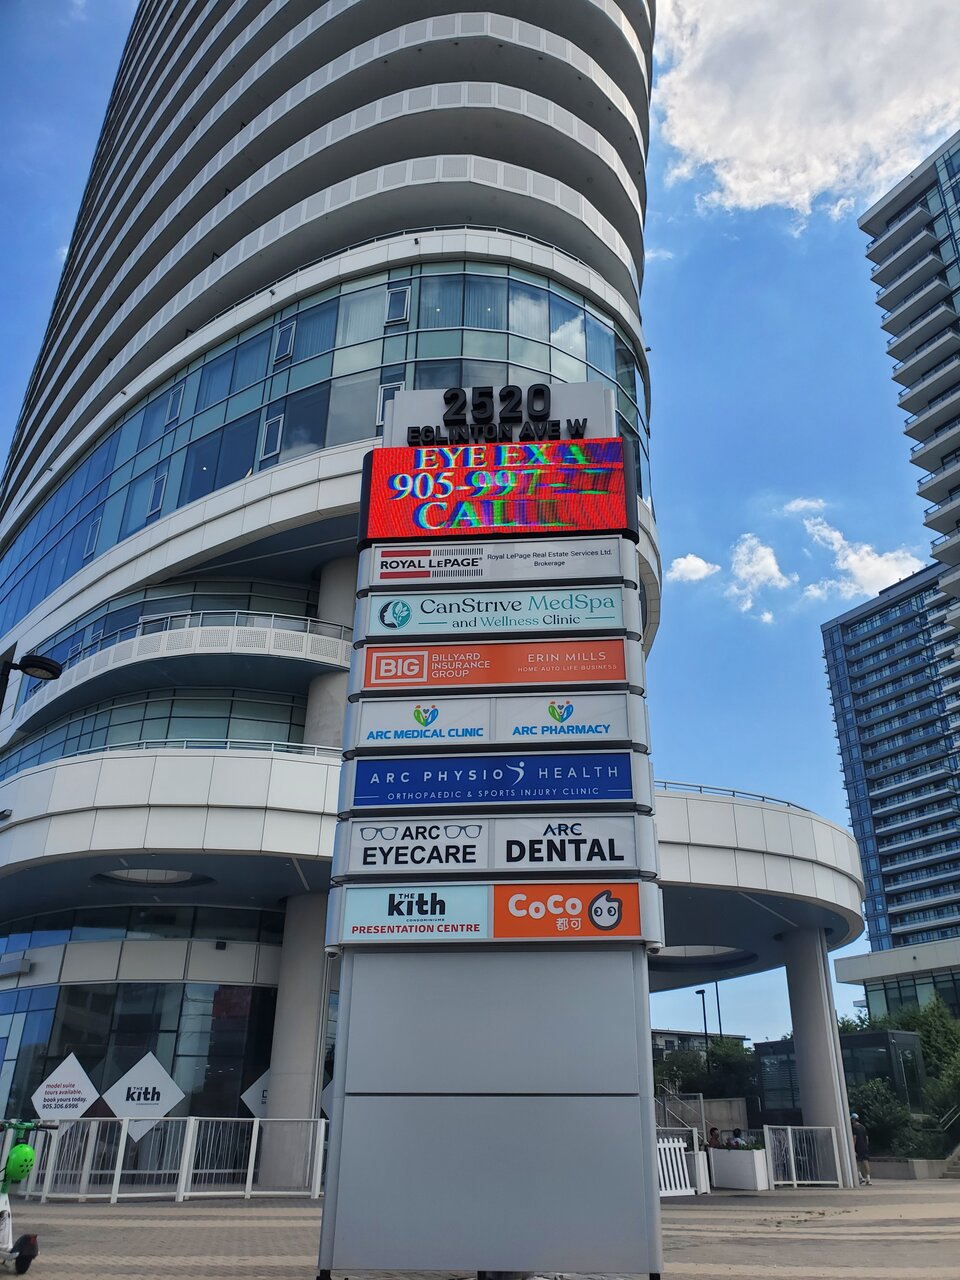 2520
EGLINTON AVE W
EYE EXA
905-997-
CALL
ROYAL LEPAGE
Royal LePage Real Estate Services Ltd.
Brokerage
CanStrive MedSpa
and Wellness Clinic
BIG
BILLYARD
INSURANCE
GROUP
ERIN MILLS
HOME·AUTO·LIFE·BUSINESS
ARC MEDICAL CLINIC
ARC PHARMACY
ARC PHYSIO HEALTH
ORTHOPAEDIC & SPORTS INJURY CLINIC
ARC
EYECARE
ARC
DENTAL
THE
kith
CONDOMINIUMS
PRESENTATION CENTRE
CoCo
都可
model suite
tours available.
book yours today.
905.306.6996
THE
kith